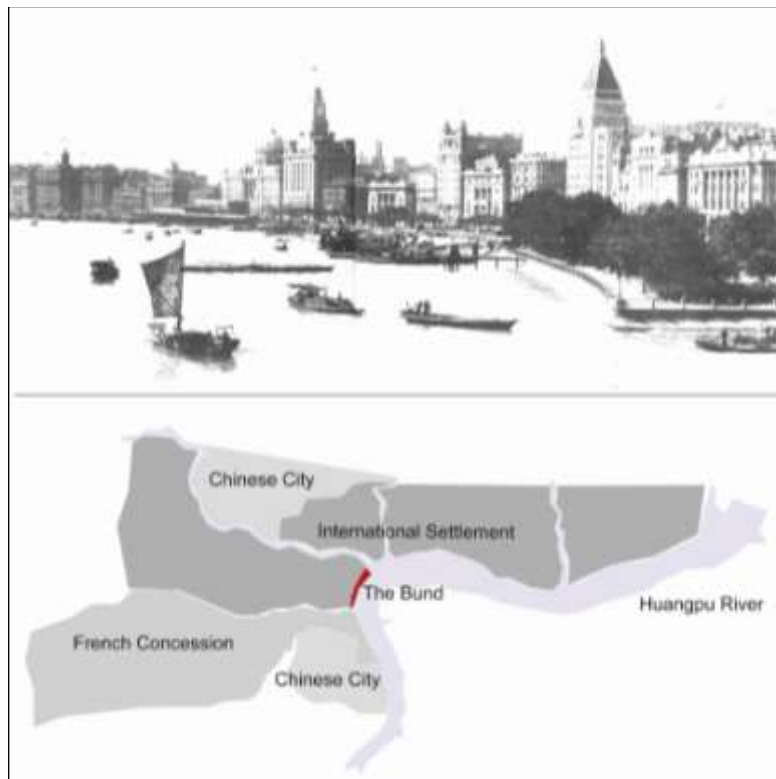 Chinese City
International Settlement
The Bund
Huangpu River
French Concession
Chinese City